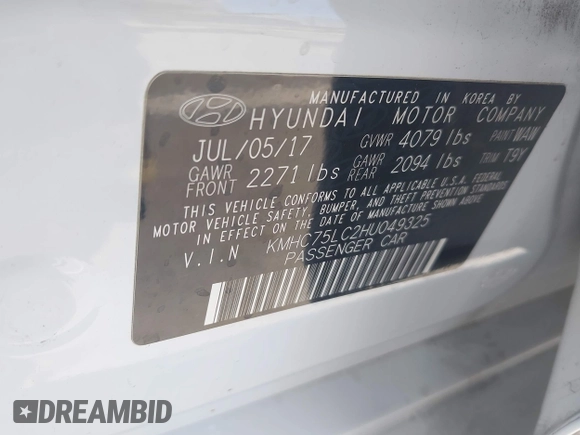 MANUFACTURED IN KOREA BY
HYUNDAI MOTOR COMPANY
JUL/05/17 GVWR 4079 lbs PAINT WAW
GAWR FRONT 2271 lbs GAWR REAR 2094 lbs TRIM T9Y
THIS VEHICLE CONFORMS TO ALL APPLICABLE U.S.A. FEDERAL
MOTOR VEHICLE SAFETY, BUMPER, AND THEFT PREVENTION STANDARDS
IN EFFECT ON THE DATE OF MANUFACTURE SHOWN ABOVE
V.I.N KMHC75LC2HU049325
PASSENGER CAR
DREAMBID